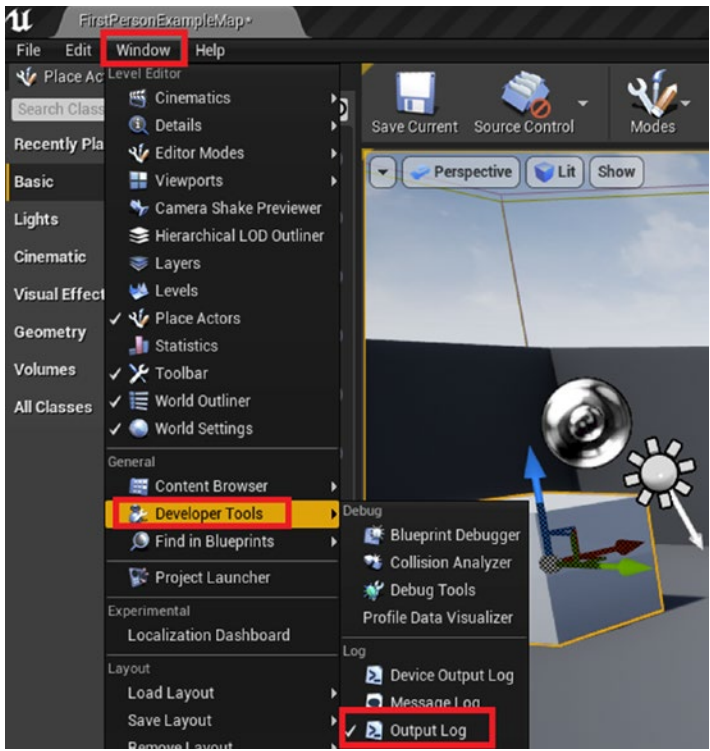 FirstPersonExampleMap•
File Edit Window Help
Place Ac
Level Editor
Search Class
Recently Pla
Basic
Lights
Cinematic
Visual Effect
Geometry
Volumes
All Classes
Cinematics
Details
Editor Modes
Viewports
Camera Shake Previewer
Hierarchical LOD Outliner
Layers
Levels
Place Actors
Statistics
Toolbar
World Outliner
World Settings
General
Content Browser
Developer Tools
Find in Blueprints
Project Launcher
Experimental
Localization Dashboard
Layout
Load Layout
Save Layout
Remove Layout
Debug
Blueprint Debugger
Collision Analyzer
Debug Tools
Profile Data Visualizer
Log
Device Output Log
Message Log
Output Log
Save Current Source Control Modes
Perspective Lit Show